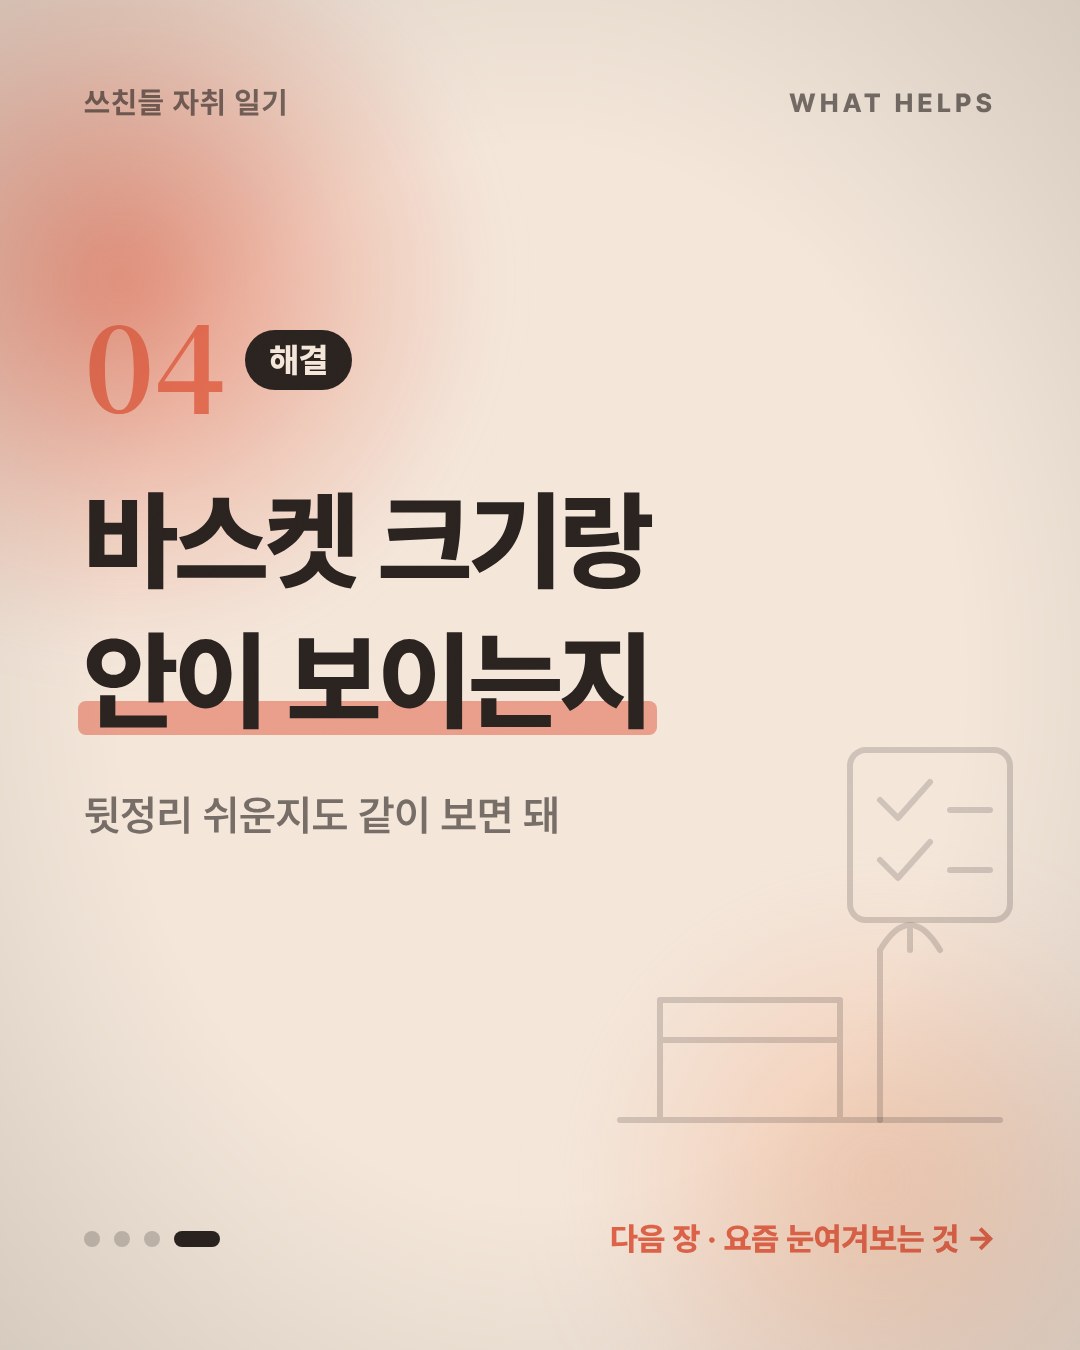 쓰친들 자취 일기
WHAT HELPS
04 해결
바스켓 크기랑
안이 보이는지
뒷정리 쉬운지도 같이 보면 돼
다음 장 · 요즘 눈여겨보는 것 →